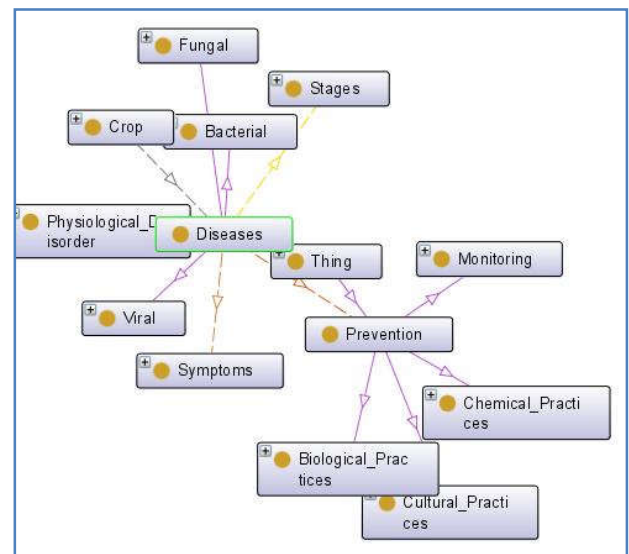 Fungal
Stages
Crop
Bacterial
Physiological_D
isorder
Diseases
Thing
Monitoring
Viral
Prevention
Symptoms
Chemical_Practi
ces
Biological_Prac
tices
Cultural_Practi
ces